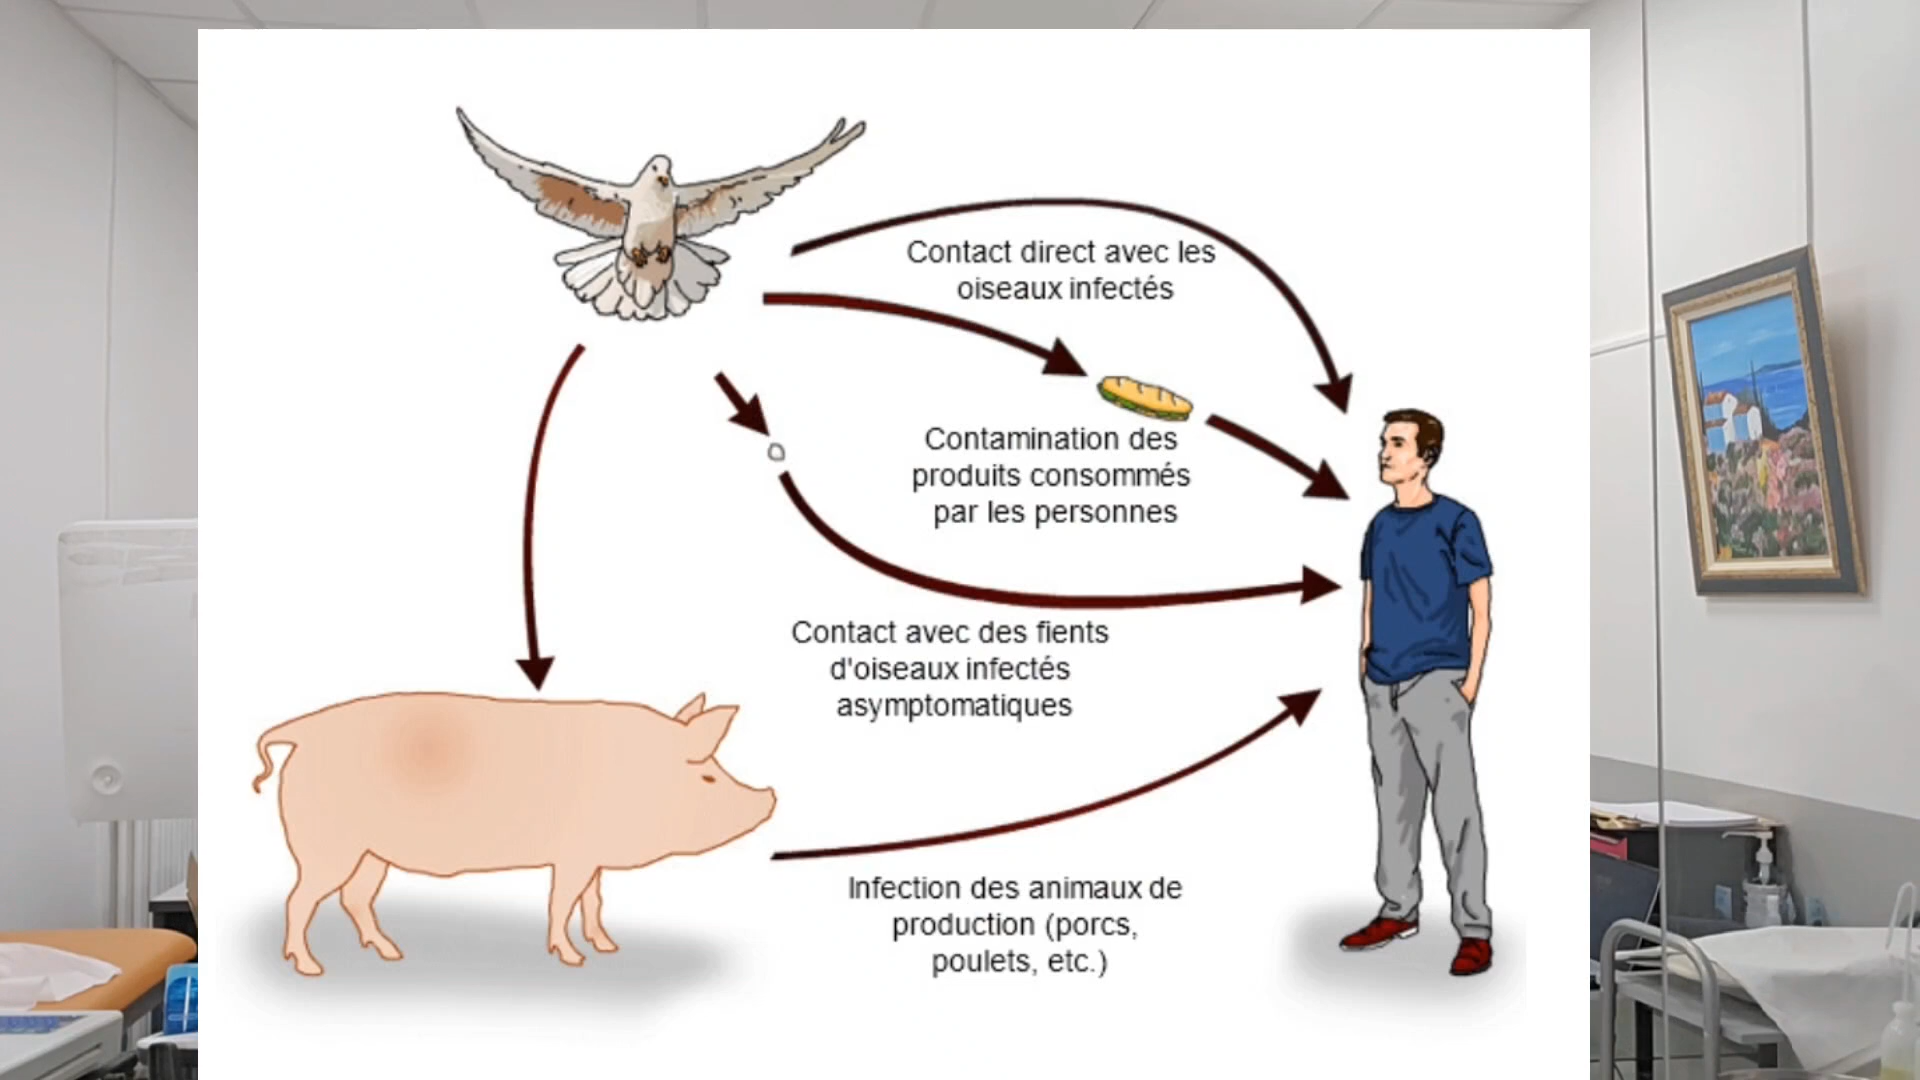 Contact direct avec les
oiseaux infectés
Contamination des
produits consommés
par les personnes
Contact avec des fients
d'oiseaux infectés
asymptomatiques
Infection des animaux de
production (porcs,
poulets, etc.)